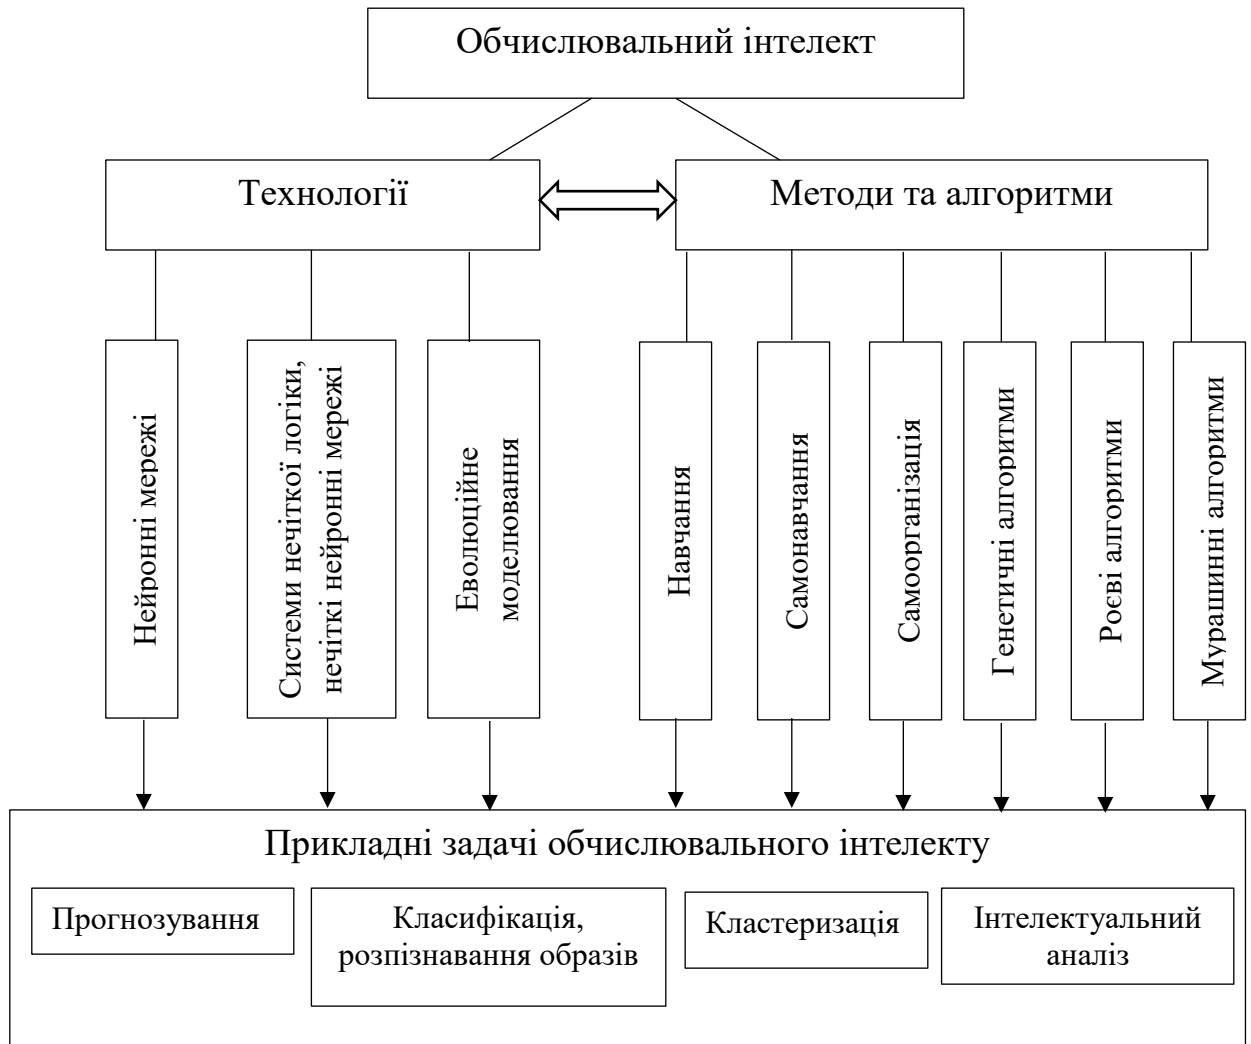 Обчислювальний інтелект
Технології
Методи та алгоритми
Нейронні мережі
Системи нечіткої логіки,
нечіткі нейронні мережі
Еволюційне
моделювання
Навчання
Самонавчання
Самоорганізація
Генетичні алгоритми
Роєві алгоритми
Мурашинні алгоритми
Прикладні задачі обчислювального інтелекту
Прогнозування
Класифікація,
розпізнавання образів
Кластеризація
Інтелектуальний
аналіз